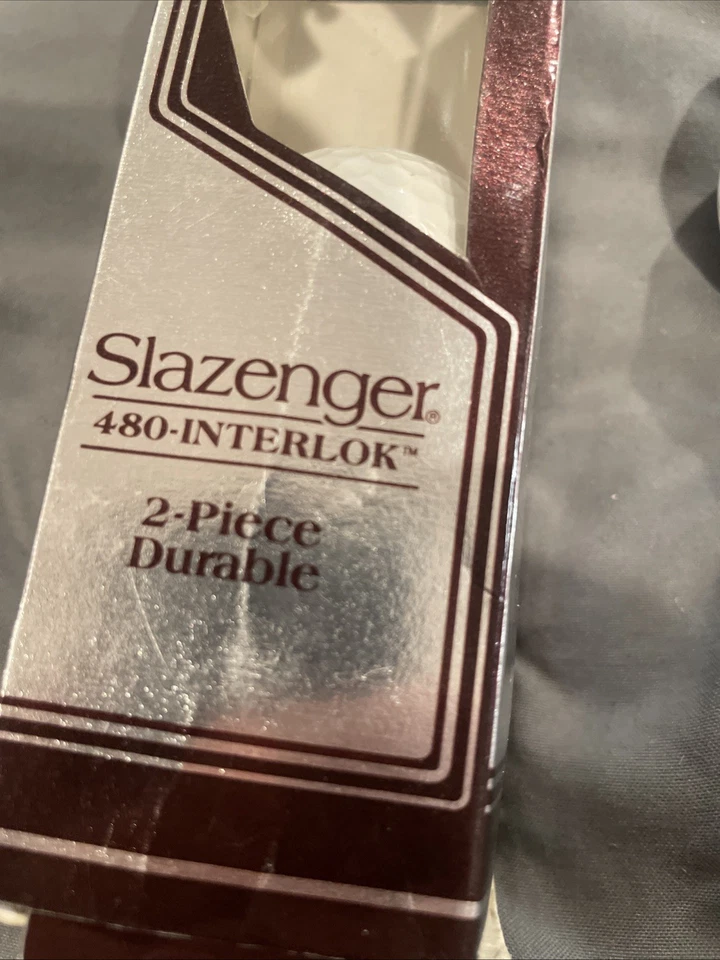 Slazenger®
480-INTERLOK™
2-Piece
Durable